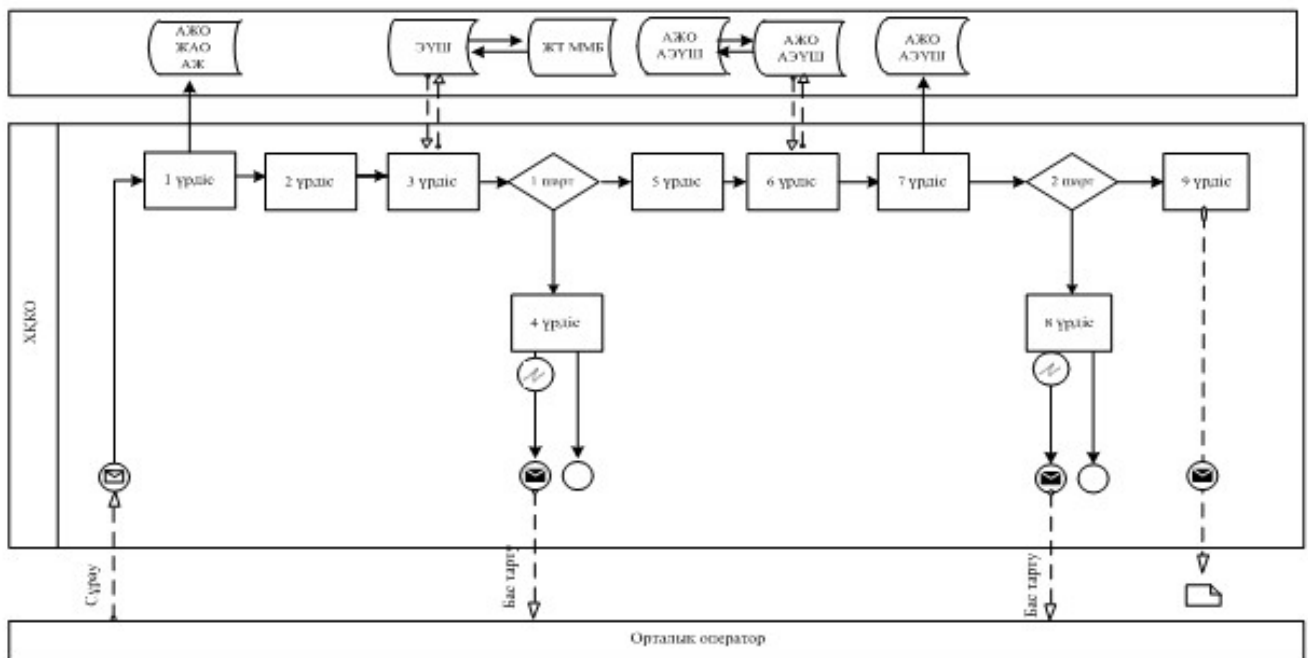 АЖО
ЖАО
АЖ
ЭҮШ
ЖТ ММБ
АЖО
АЭҮШ
АЖО
АЭҮШ
АЖО
АЭҮШ
ХҚКО
1 үрдіс
2 үрдіс
3 үрдіс
1 шарт
5 үрдіс
6 үрдіс
7 үрдіс
2 шарт
9 үрдіс
4 үрдіс
8 үрдіс
Сұрау
Бас тарту
Бас тарту
Орталық оператор